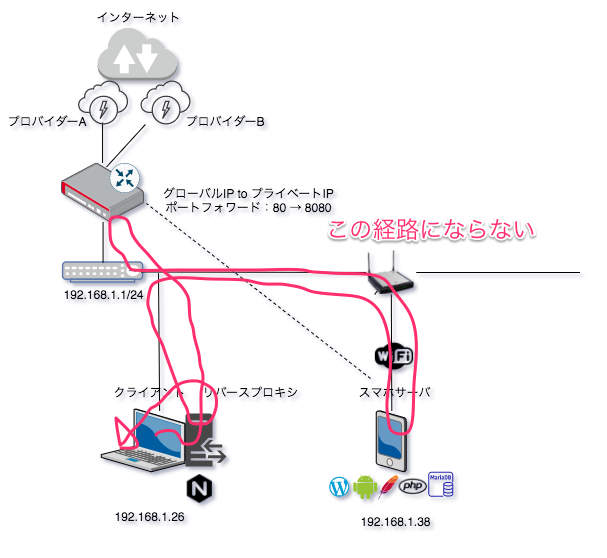 インターネット
プロバイダーA
プロバイダーB
グローバルIP to プライベートIP
ポートフォワード：80 → 8080
この経路にならない
192.168.1.1/24
WiFi
クライアント
リバースプロキシ
スマホサーバ
N
W
php
MariaDB
192.168.1.26
192.168.1.38